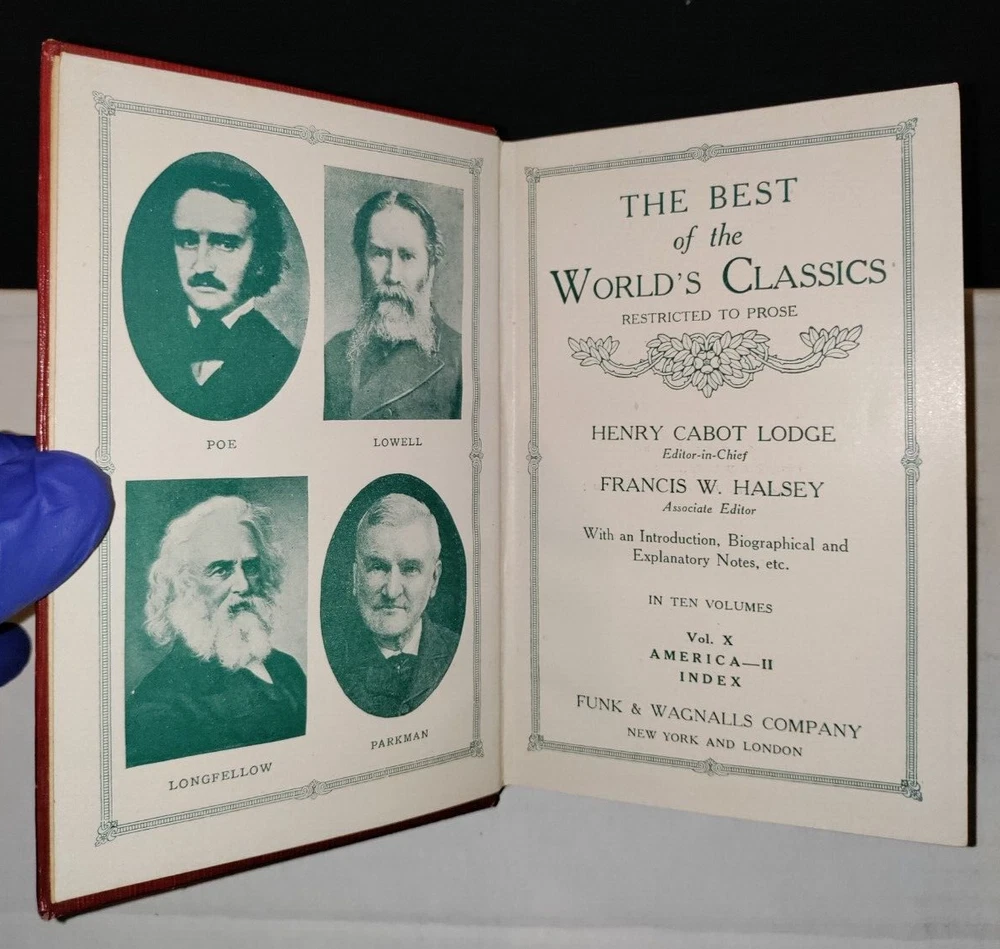 POE
LOWELL
LONGFELLOW
PARKMAN
THE BEST
of the
WORLD'S CLASSICS
RESTRICTED TO PROSE
HENRY CABOT LODGE
Editor-in-Chief
FRANCIS W. HALSEY
Associate Editor
With an Introduction, Biographical and
Explanatory Notes, etc.
IN TEN VOLUMES
Vol. X
AMERICA—II
INDEX
FUNK & WAGNALLS COMPANY
NEW YORK AND LONDON